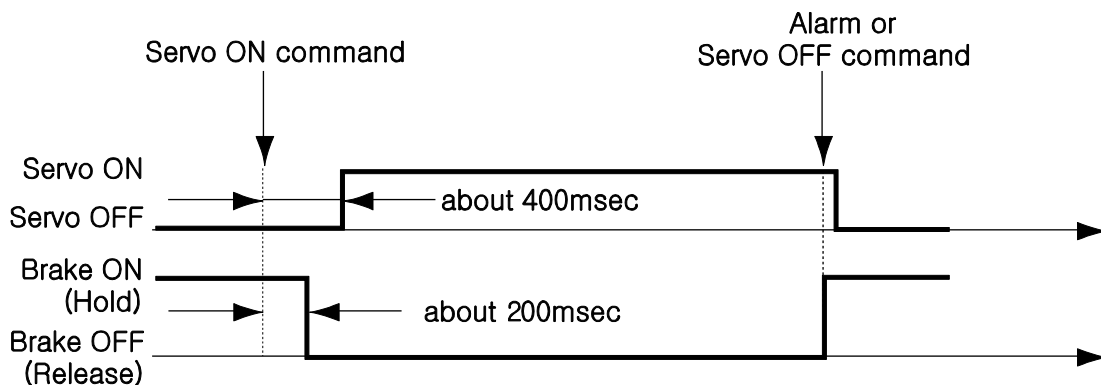 Alarm or
Servo ON command
Servo OFF command
Servo ON
about 400msec
Servo OFF
Brake ON
(Hold)
about 200msec
Brake OFF
(Release)